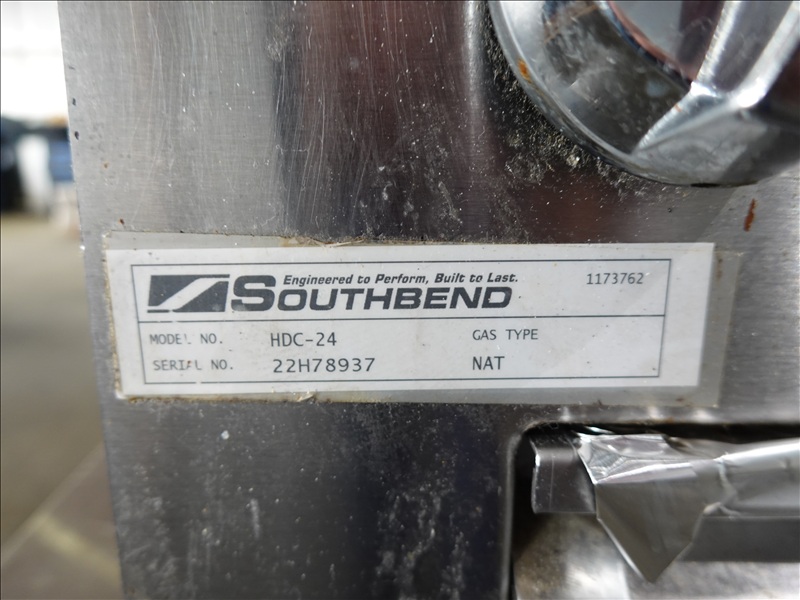 Engineered to Perform, Built to Last.
SOUTHBEND
1173762
MODEL NO. HDC-24 GAS TYPE
SERIAL NO. 22H78937 NAT